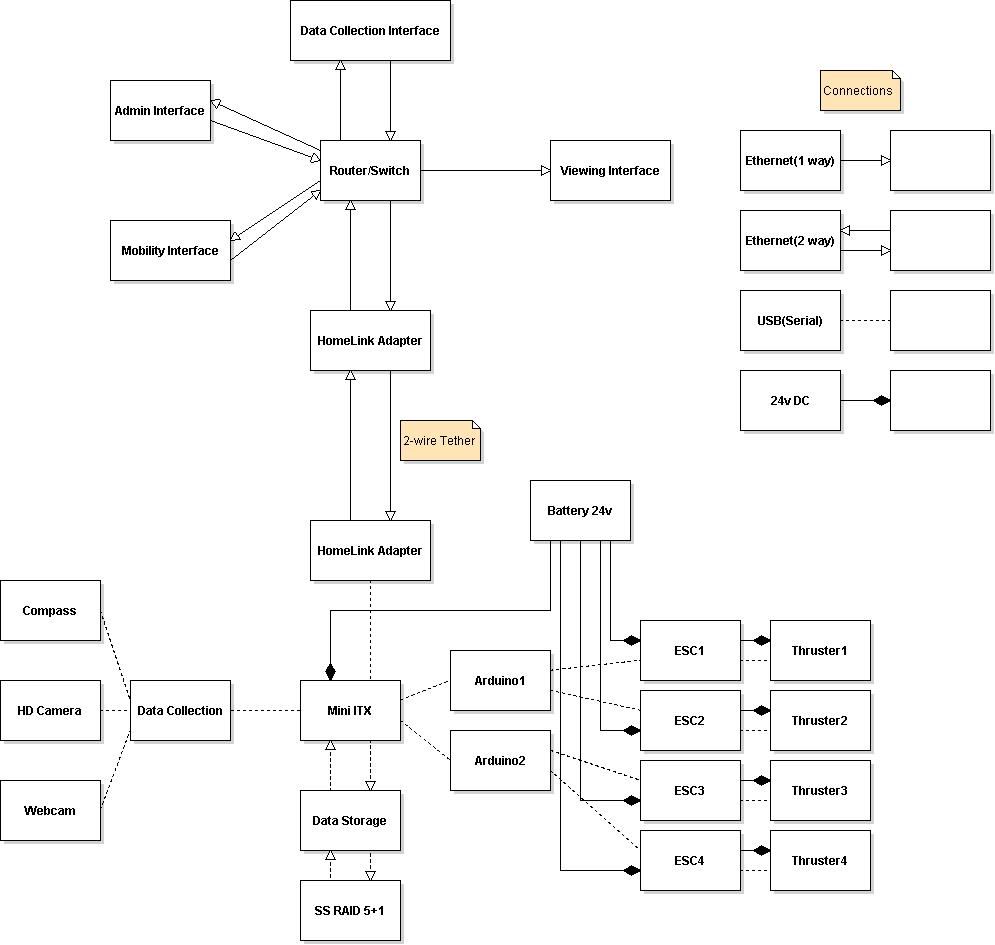 Data Collection Interface
Connections
Admin Interface
Ethernet(1 way)
Router/Switch
Viewing Interface
Ethernet(2 way)
Mobility Interface
USB(Serial)
HomeLink Adapter
24v DC
2-wire Tether
Battery 24v
HomeLink Adapter
Compass
ESC1
Thruster1
Arduino1
HD Camera
Data Collection
Mini ITX
ESC2
Thruster2
Arduino2
ESC3
Thruster3
Webcam
Data Storage
ESC4
Thruster4
SS RAID 5+1